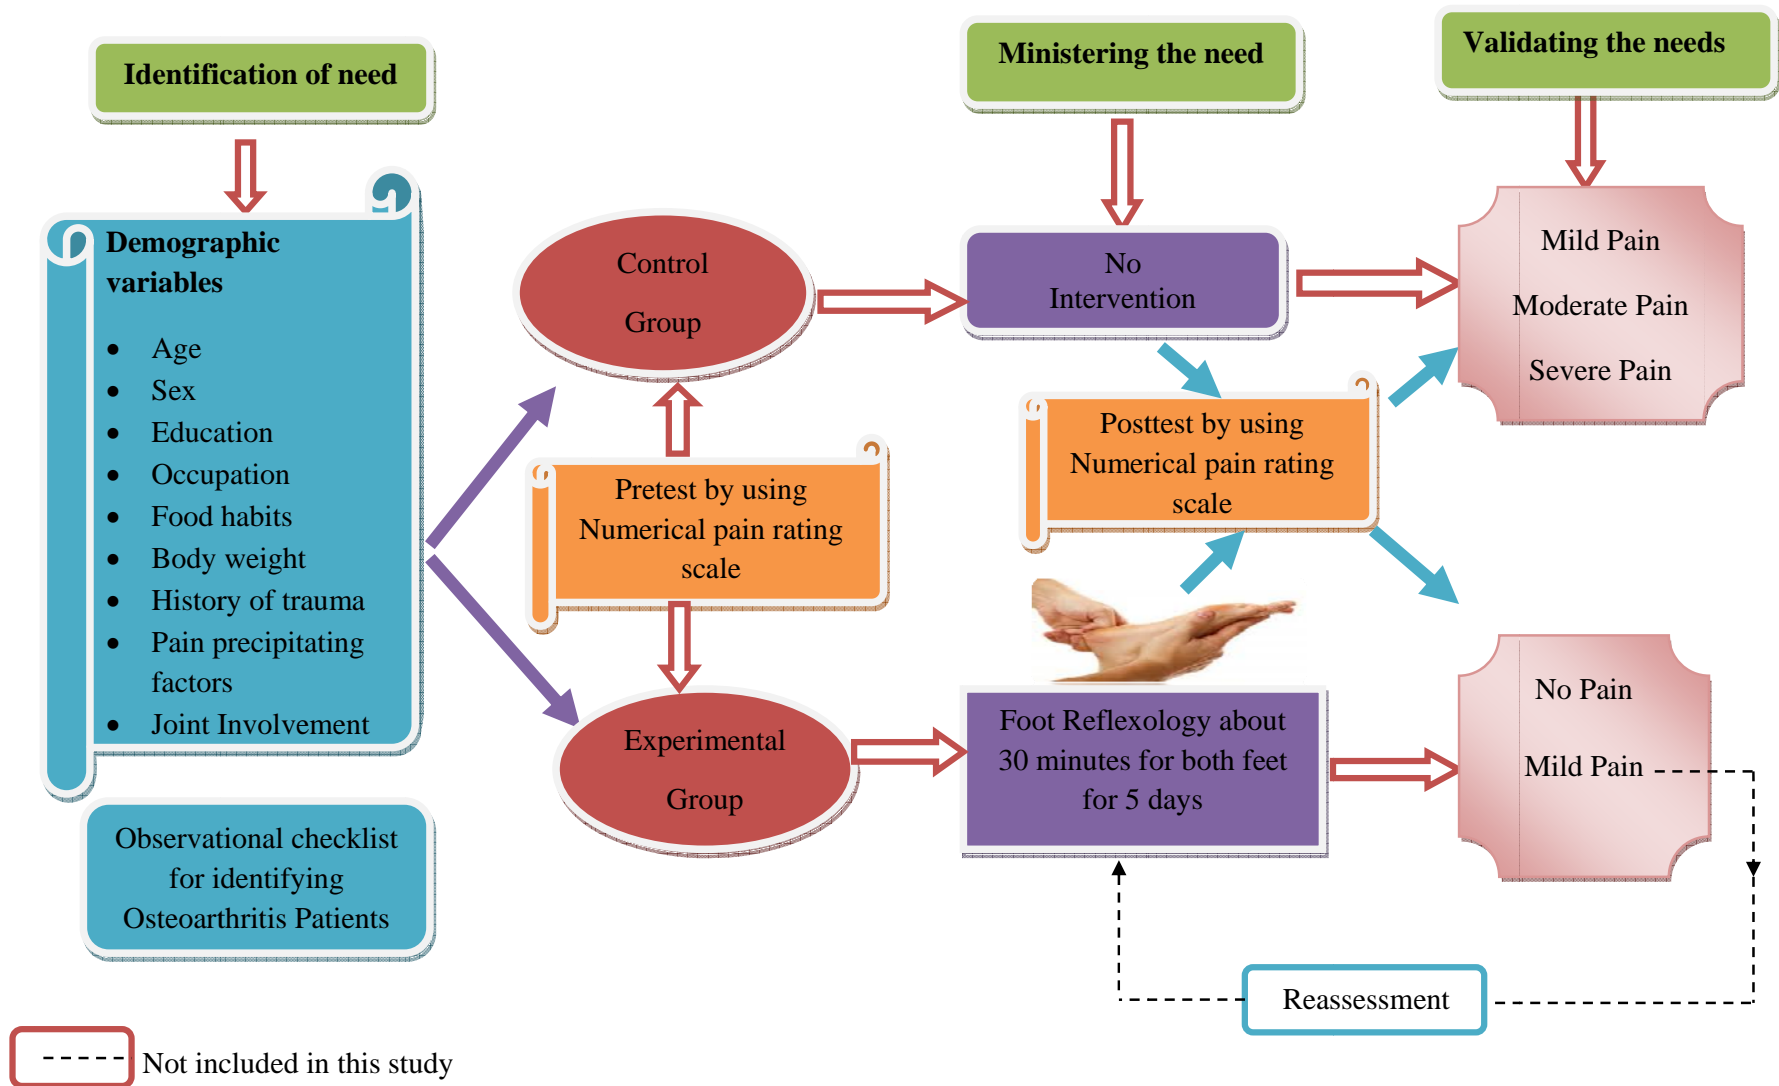 Identification of need
Ministering the need
Validating the needs
Demographic
variables
• Age
• Sex
• Education
• Occupation
• Food habits
• Body weight
• History of trauma
• Pain precipitating
factors
• Joint Involvement
Observational checklist
for identifying
Osteoarthritis Patients
Control
Group
Pretest by using
Numerical pain rating
scale
Experimental
Group
No
Intervention
Posttest by using
Numerical pain rating
scale
Foot Reflexology about
30 minutes for both feet
for 5 days
Mild Pain
Moderate Pain
Severe Pain
No Pain
Mild Pain
Reassessment
Not included in this study